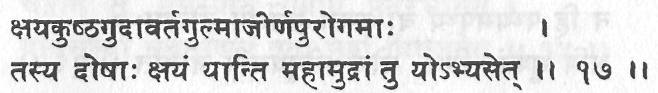 क्षयकुष्ठगुदावर्तगुल्माजीर्णपुरोगमाः ।
तस्य दोषाः क्षयं यान्ति महामुद्रां तु योऽभ्यसेत् ।। १७ ।।